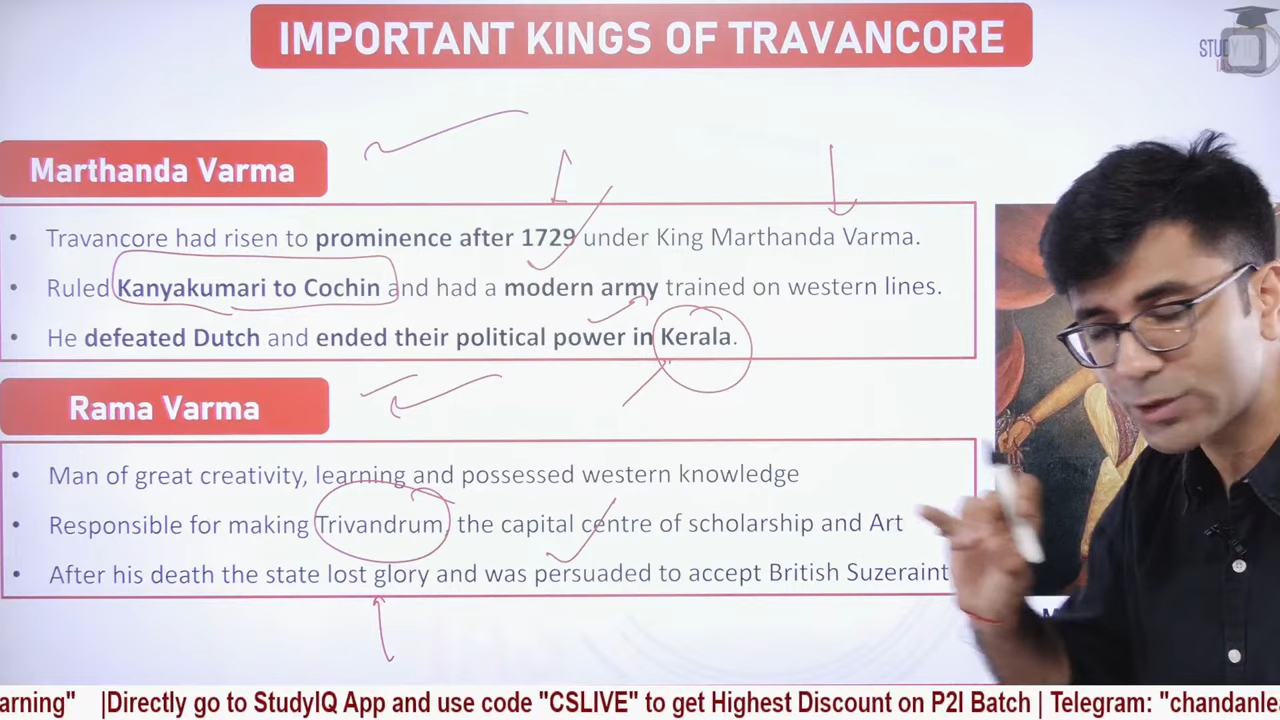 IMPORTANT KINGS OF TRAVANCORE
Marthanda Varma
• Travancore had risen to prominence after 1729 under King Marthanda Varma.
• Ruled Kanyakumari to Cochin and had a modern army trained on western lines.
• He defeated Dutch and ended their political power in Kerala.
Rama Varma
• Man of great creativity, learning and possessed western knowledge
• Responsible for making Trivandrum, the capital centre of scholarship and Art
• After his death the state lost glory and was persuaded to accept British Suzeraint
arning" |Directly go to StudyIQ App and use code "CSLIVE" to get Highest Discount on P2I Batch | Telegram: "chandanlea